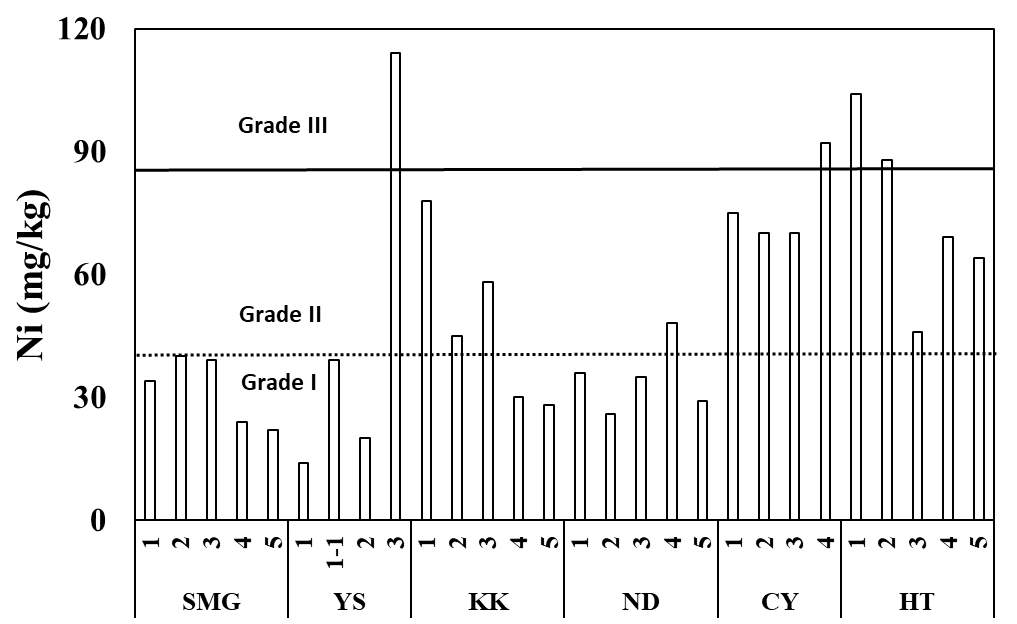 120
90
60
30
0
Ni (mg/kg)
Grade III
Grade II
Grade I
1 2 3 4 5 1 1-1 2 3 1 2 3 4 5 1 2 3 4 5 1 2 3 4 1 2 3 4 5
SMG YS KK ND CY HT